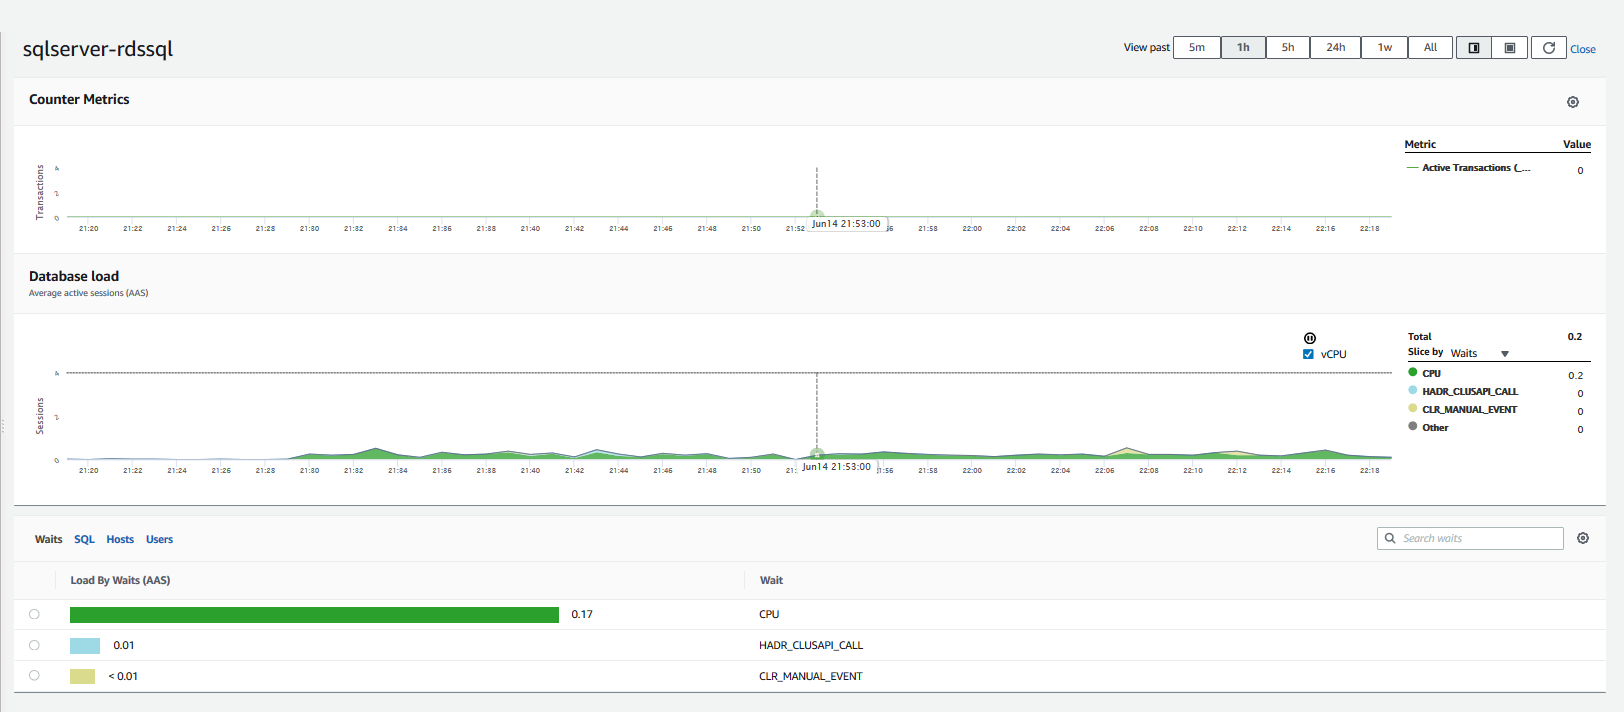 sqlserver-rdssql
View past 5m 1h 5h 24h 1w All Close
Counter Metrics
Metric Value
Active Transactions (_... 0
Transactions
4
2
0
21:20 21:22 21:24 21:26 21:28 21:30 21:32 21:34 21:36 21:38 21:40 21:42 21:44 21:46 21:48 21:50 21:52 :56 21:58 22:00 22:02 22:04 22:06 22:08 22:10 22:12 22:14 22:16 22:18
Jun14 21:53:00
Database load
Average active sessions (AAS)
vCPU
Total 0.2
Slice by Waits
CPU 0.2
HADR_CLUSAPI_CALL 0
CLR_MANUAL_EVENT 0
Other 0
Sessions
4
2
0
21:20 21:22 21:24 21:26 21:28 21:30 21:32 21:34 21:36 21:38 21:40 21:42 21:44 21:46 21:48 21:50 21: 1:56 21:58 22:00 22:02 22:04 22:06 22:08 22:10 22:12 22:14 22:16 22:18
Jun14 21:53:00
Waits SQL Hosts Users
Search waits
Load By Waits (AAS) Wait
0.17 CPU
0.01 HADR_CLUSAPI_CALL
< 0.01 CLR_MANUAL_EVENT